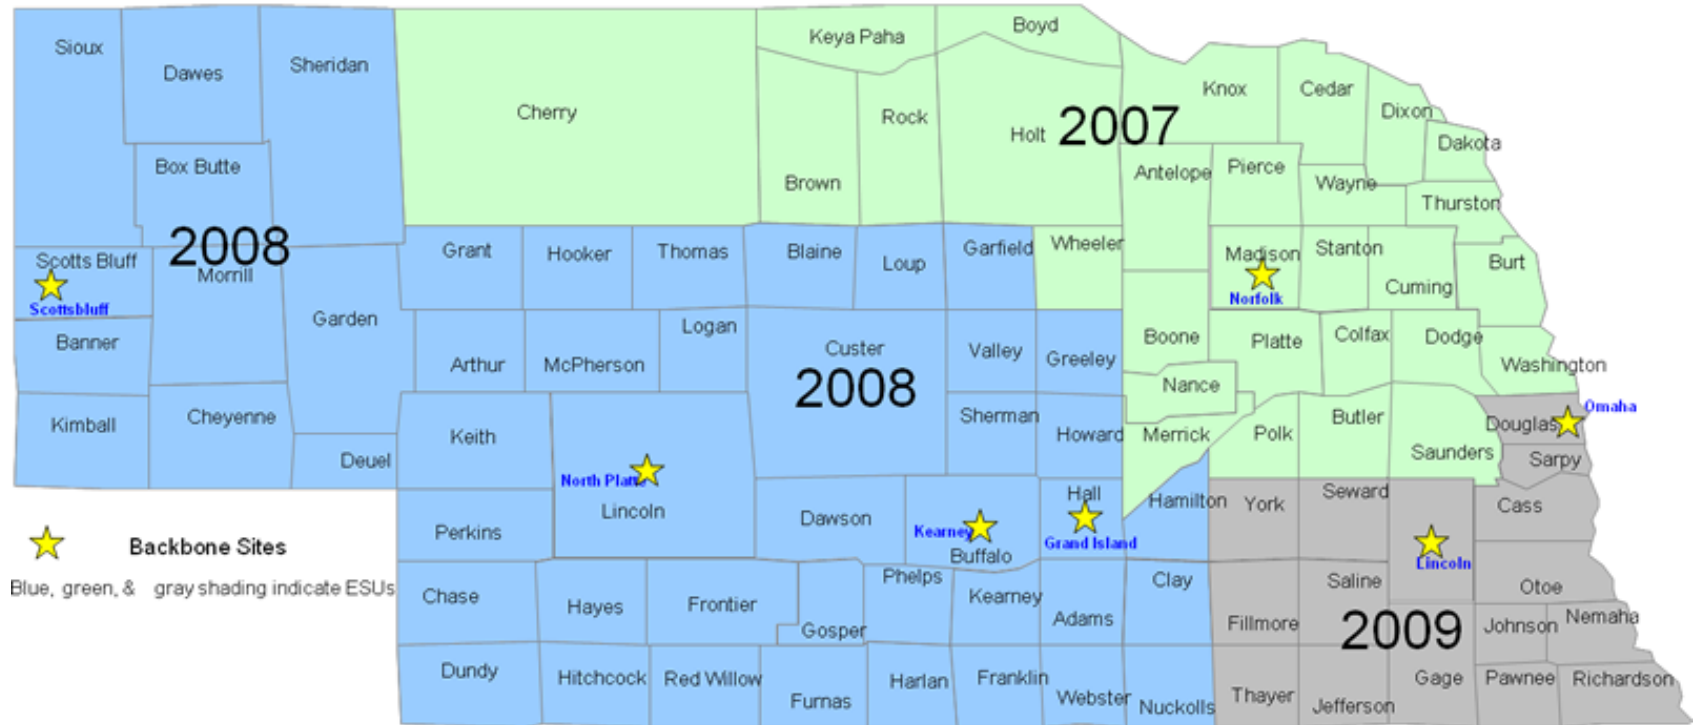 Sioux
Dawes
Sheridan
Cherry
Keya Paha
Boyd
Knox
Cedar
Dixon
Dakota
Box Butte
Brown
Rock
Holt
2007
Antelope
Pierce
Wayne
Thurston
2008
Scotts Bluff
Scottsbluff
Morrill
Garden
Grant
Hooker
Thomas
Blaine
Loup
Garfield
Wheeler
Madison
Norfolk
Stanton
Cuming
Burt
Banner
Arthur
McPherson
Logan
Custer
2008
Valley
Greeley
Boone
Platte
Colfax
Dodge
Washington
Nance
Kimball
Cheyenne
Deuel
Keith
North Platte
Lincoln
Sherman
Howard
Merrick
Polk
Butler
Saunders
Douglas
Omaha
Sarpy
Perkins
Dawson
Kearney
Buffalo
Hall
Grand Island
Hamilton
York
Seward
Lincoln
Cass
Otoe
Backbone Sites
Blue, green, & gray shading indicate ESUs
Chase
Hayes
Frontier
Gosper
Phelps
Kearney
Adams
Clay
Fillmore
Saline
2009
Johnson
Nemaha
Dundy
Hitchcock
Red Willow
Furnas
Harlan
Franklin
Webster
Nuckolls
Thayer
Jefferson
Gage
Pawnee
Richardson